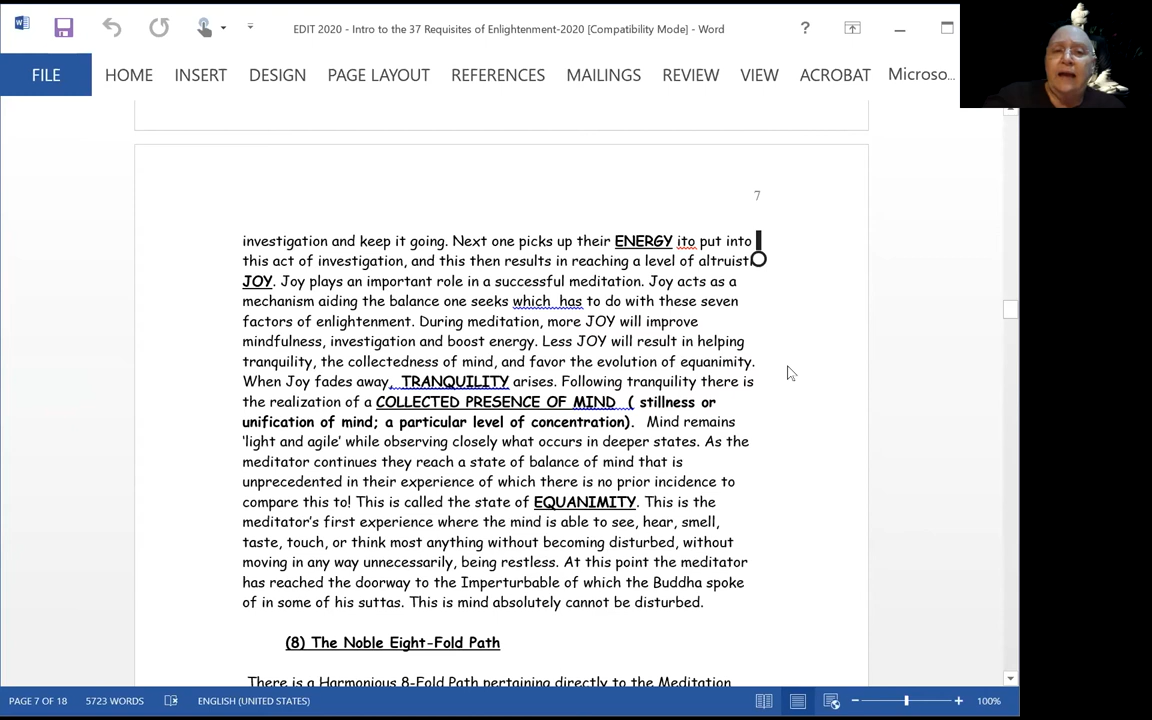 EDIT 2020 - Intro to the 37 Requisites of Enlightenment-2020 [Compatibility Mode] - Word
?
FILE HOME INSERT DESIGN PAGE LAYOUT REFERENCES MAILINGS REVIEW VIEW ACROBAT Microso...
7
investigation and keep it going. Next one picks up their ENERGY ito put into
this act of investigation, and this then results in reaching a level of altruisti
JOY. Joy plays an important role in a successful meditation. Joy acts as a
mechanism aiding the balance one seeks which has to do with these seven
factors of enlightenment. During meditation, more JOY will improve
mindfulness, investigation and boost energy. Less JOY will result in helping
tranquility, the collectedness of mind, and favor the evolution of equanimity.
When Joy fades away, TRANQUILITY arises. Following tranquility there is
the realization of a COLLECTED PRESENCE OF MIND ( stillness or
unification of mind; a particular level of concentration). Mind remains
'light and agile' while observing closely what occurs in deeper states. As the
meditator continues they reach a state of balance of mind that is
unprecedented in their experience of which there is no prior incidence to
compare this to! This is called the state of EQUANIMITY. This is the
meditator's first experience where the mind is able to see, hear, smell,
taste, touch, or think most anything without becoming disturbed, without
moving in any way unnecessarily, being restless. At this point the meditator
has reached the doorway to the Imperturbable of which the Buddha spoke
of in some of his suttas. This is mind absolutely cannot be disturbed.
(8) The Noble Eight-Fold Path
There is a Harmonious 8-Fold Path pertaining directly to the Meditation
PAGE 7 OF 18 5723 WORDS ENGLISH (UNITED STATES) 100%